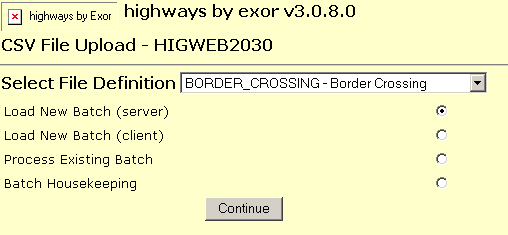 highways by Exor highways by exor v3.0.8.0
CSV File Upload - HIGWEB2030
Select File Definition BORDER_CROSSING - Border Crossing
Load New Batch (server)
Load New Batch (client)
Process Existing Batch
Batch Housekeeping
Continue